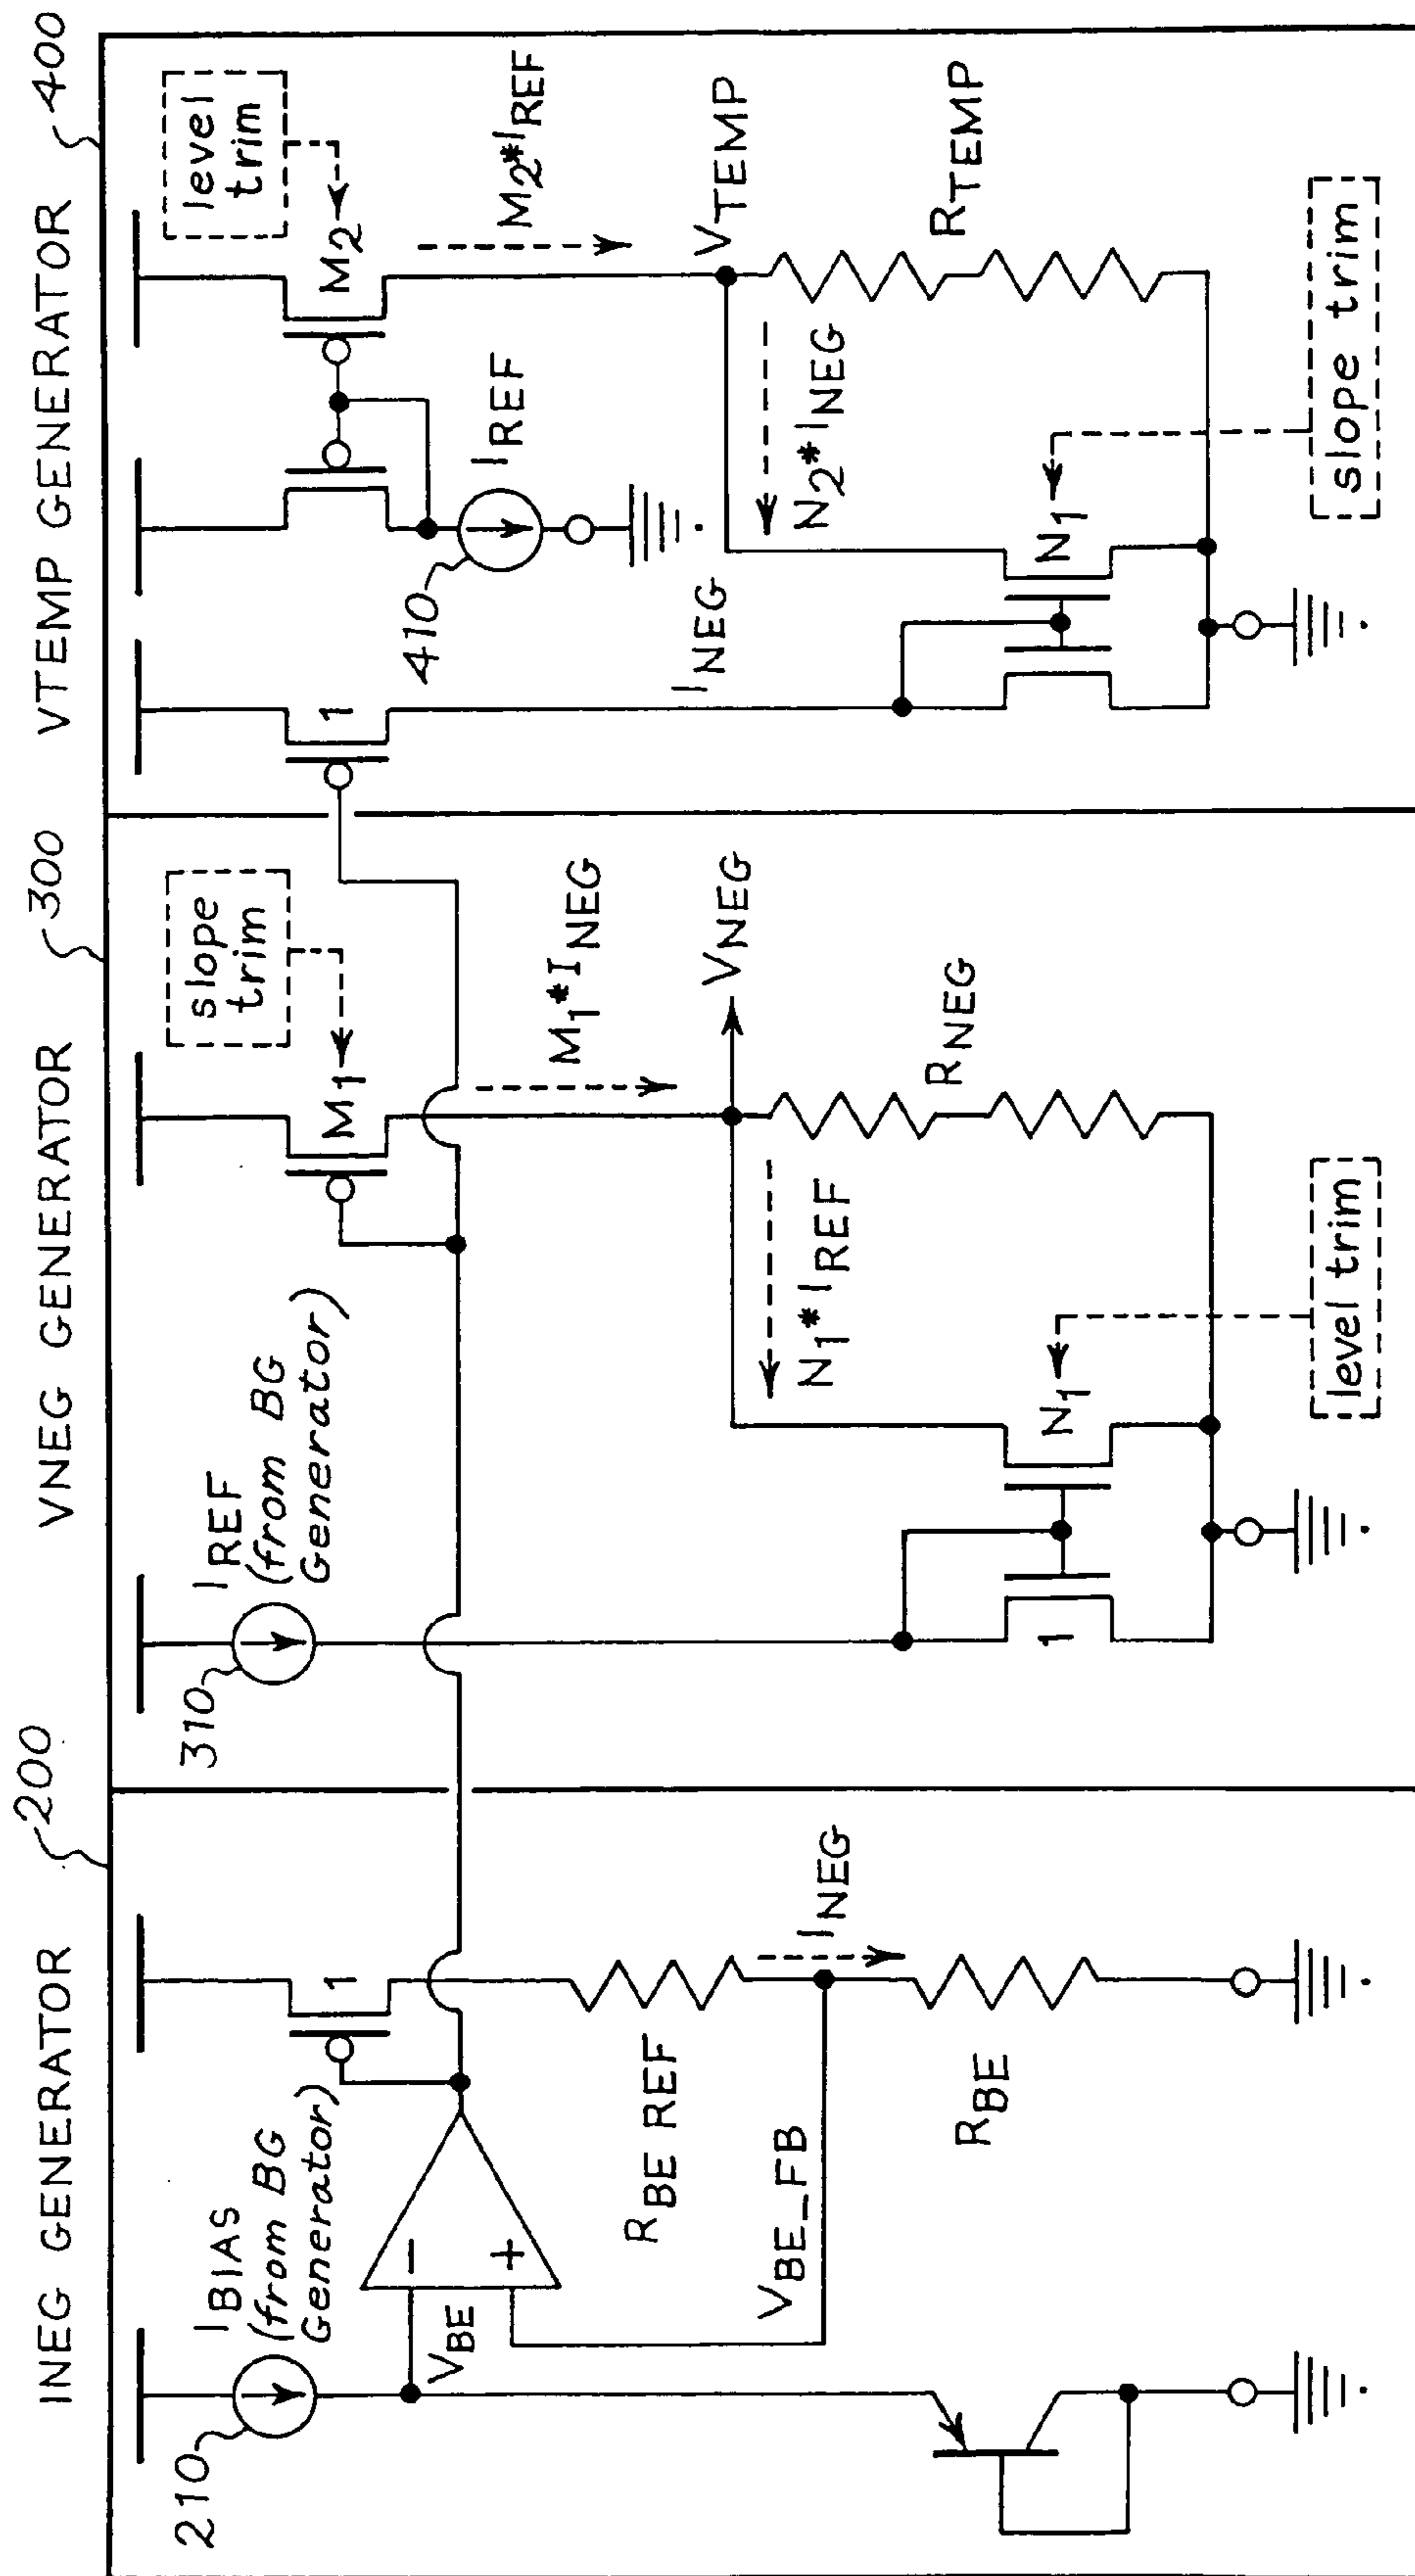 INEG GENERATOR
200
VNEG GENERATOR
300
VTEMP GENERATOR
400
210
IBIAS
(from BG
Generator)
VBE
−
+
1
RBE REF
VBE_FB
INEG
RBE
310
IREF
(from BG
Generator)
slope
trim
M1
M1*INEG
VNEG
N1*IREF
RNEG
1
N1
level trim
1
level
trim
M2
M2*IREF
IREF
410
INEG
VTEMP
N2*INEG
RTEMP
N1
slope trim